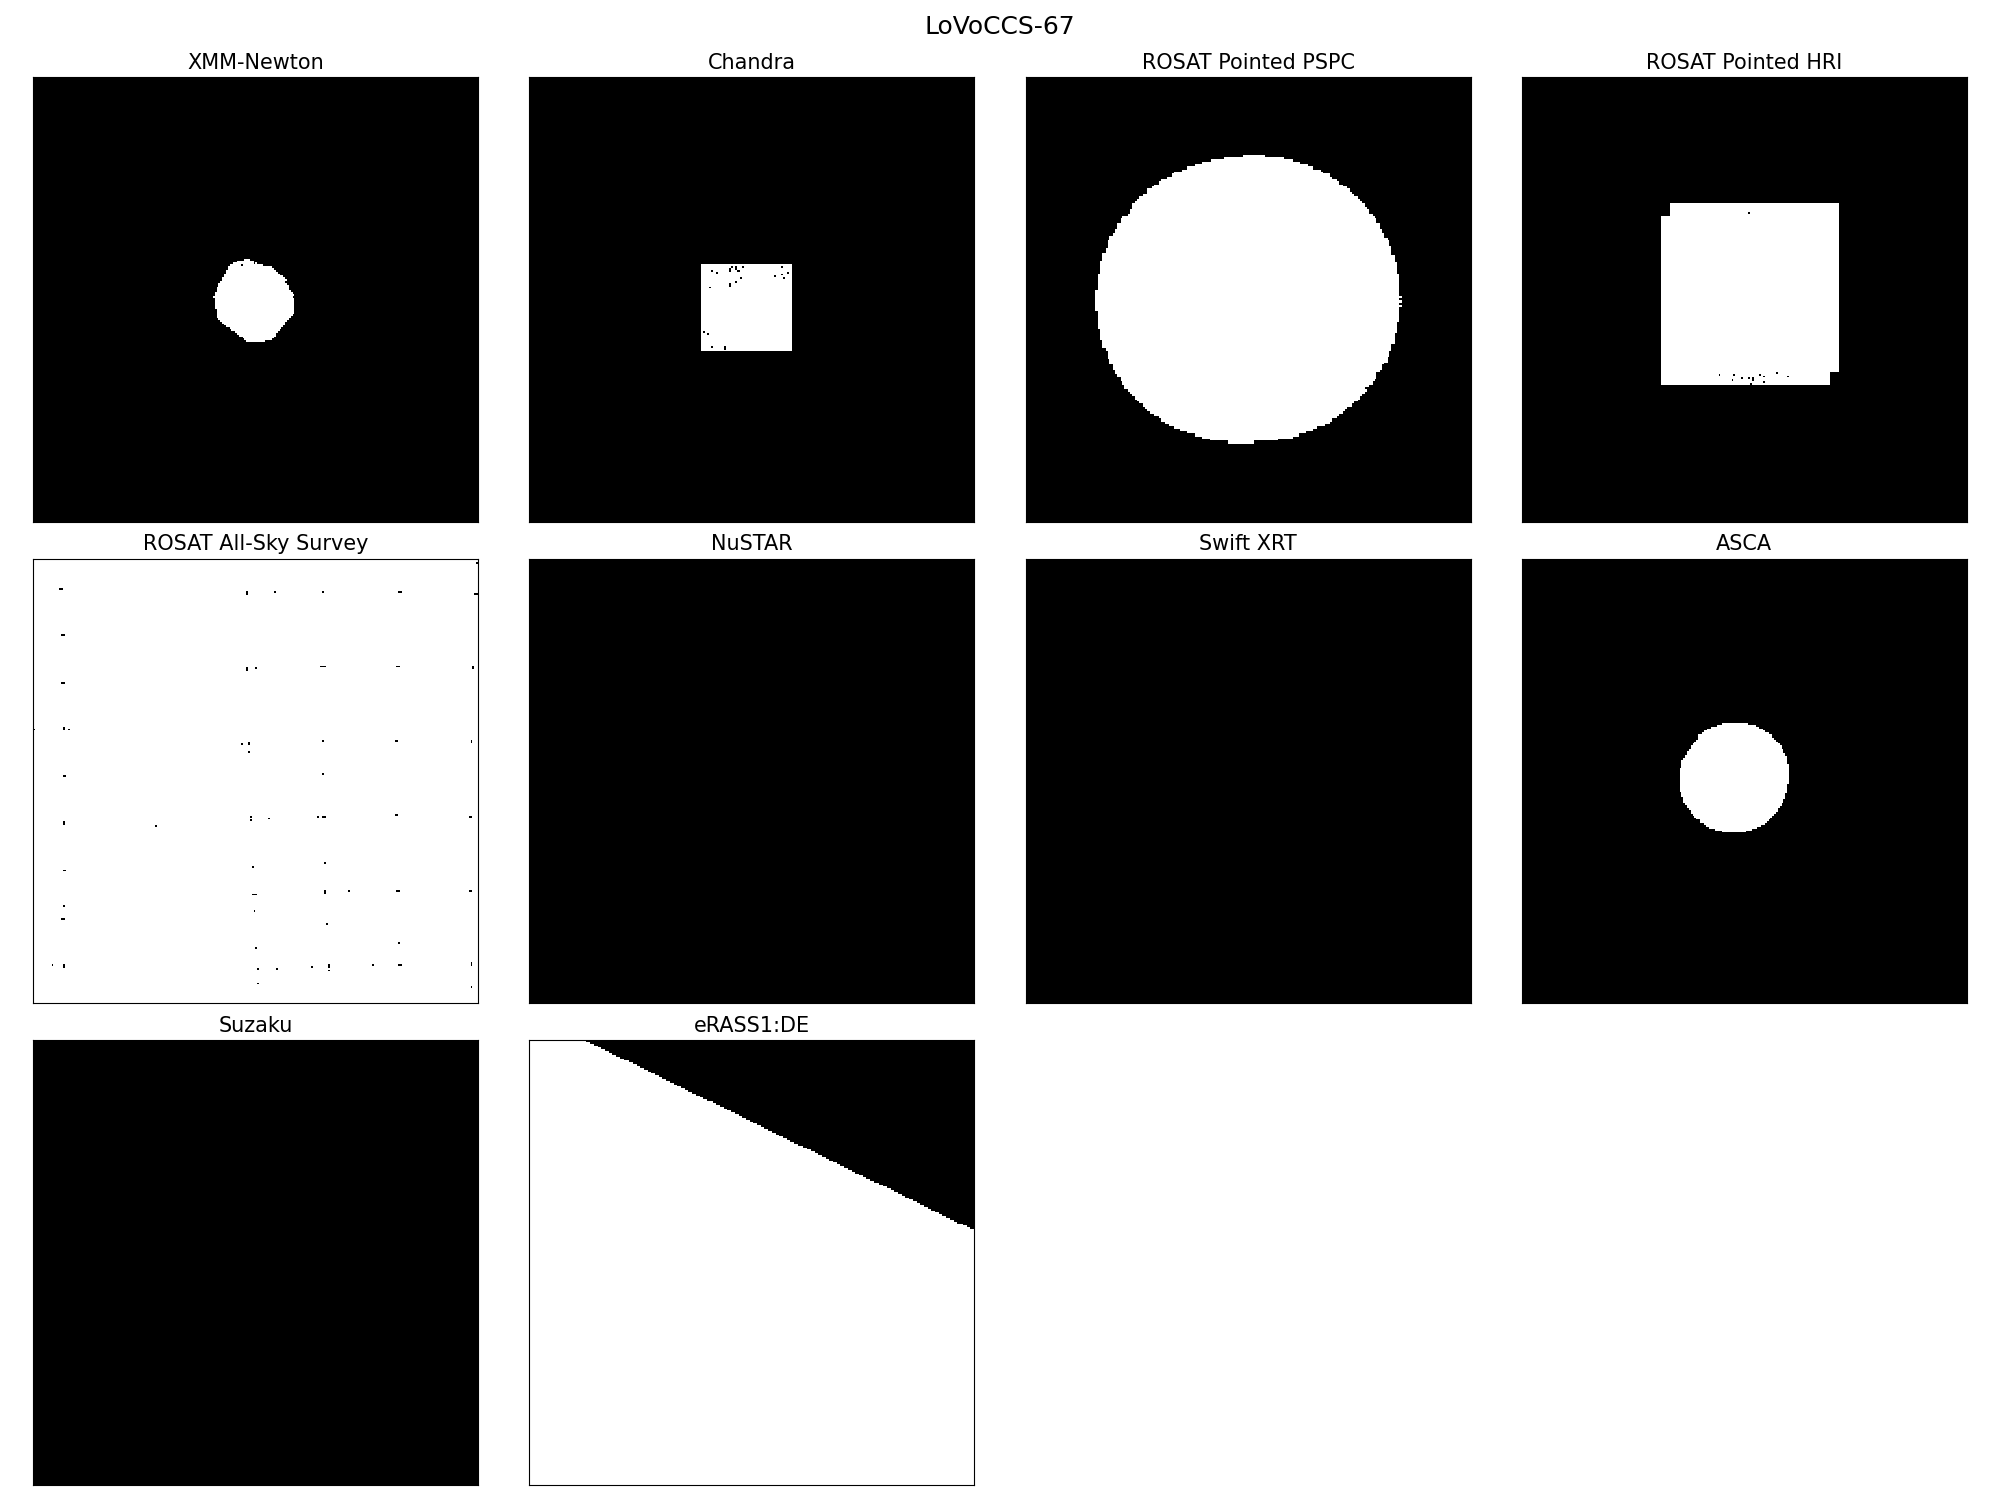 LoVoCCS-67
XMM-Newton
Chandra
ROSAT Pointed PSPC
ROSAT Pointed HRI
ROSAT All-Sky Survey
NuSTAR
Swift XRT
ASCA
Suzaku
eRASS1:DE